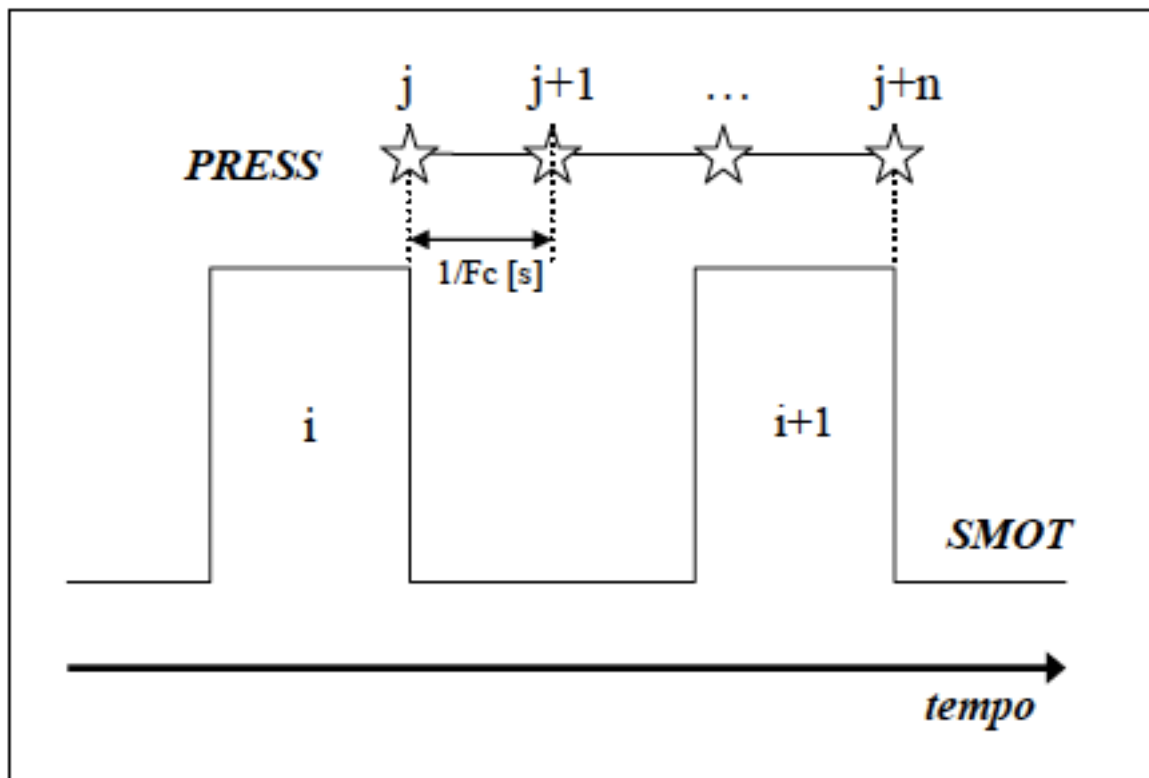 j j+1 … j+n
PRESS
1/Fc [s]
i i+1
SMOT
tempo